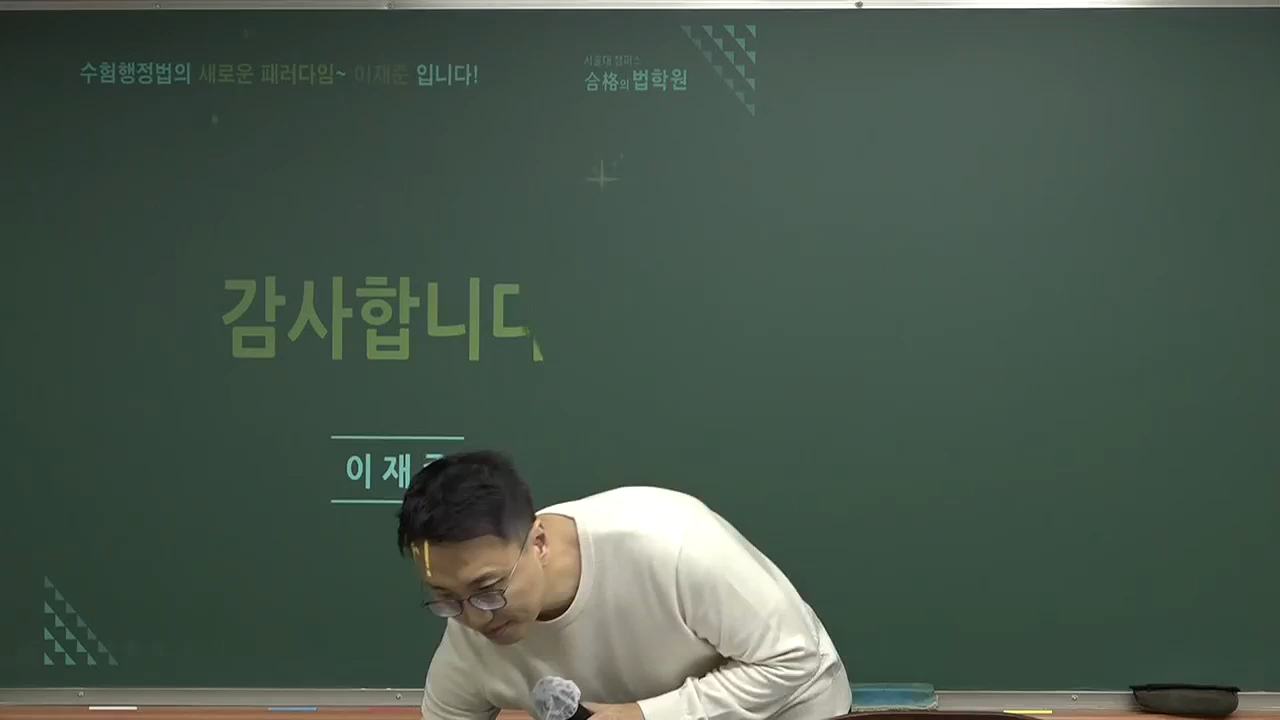 수험행정법의 새로운 패러다임~ 이재준 입니다!
서울대 캠퍼스
合格의 법학원
감사합니다
이 재